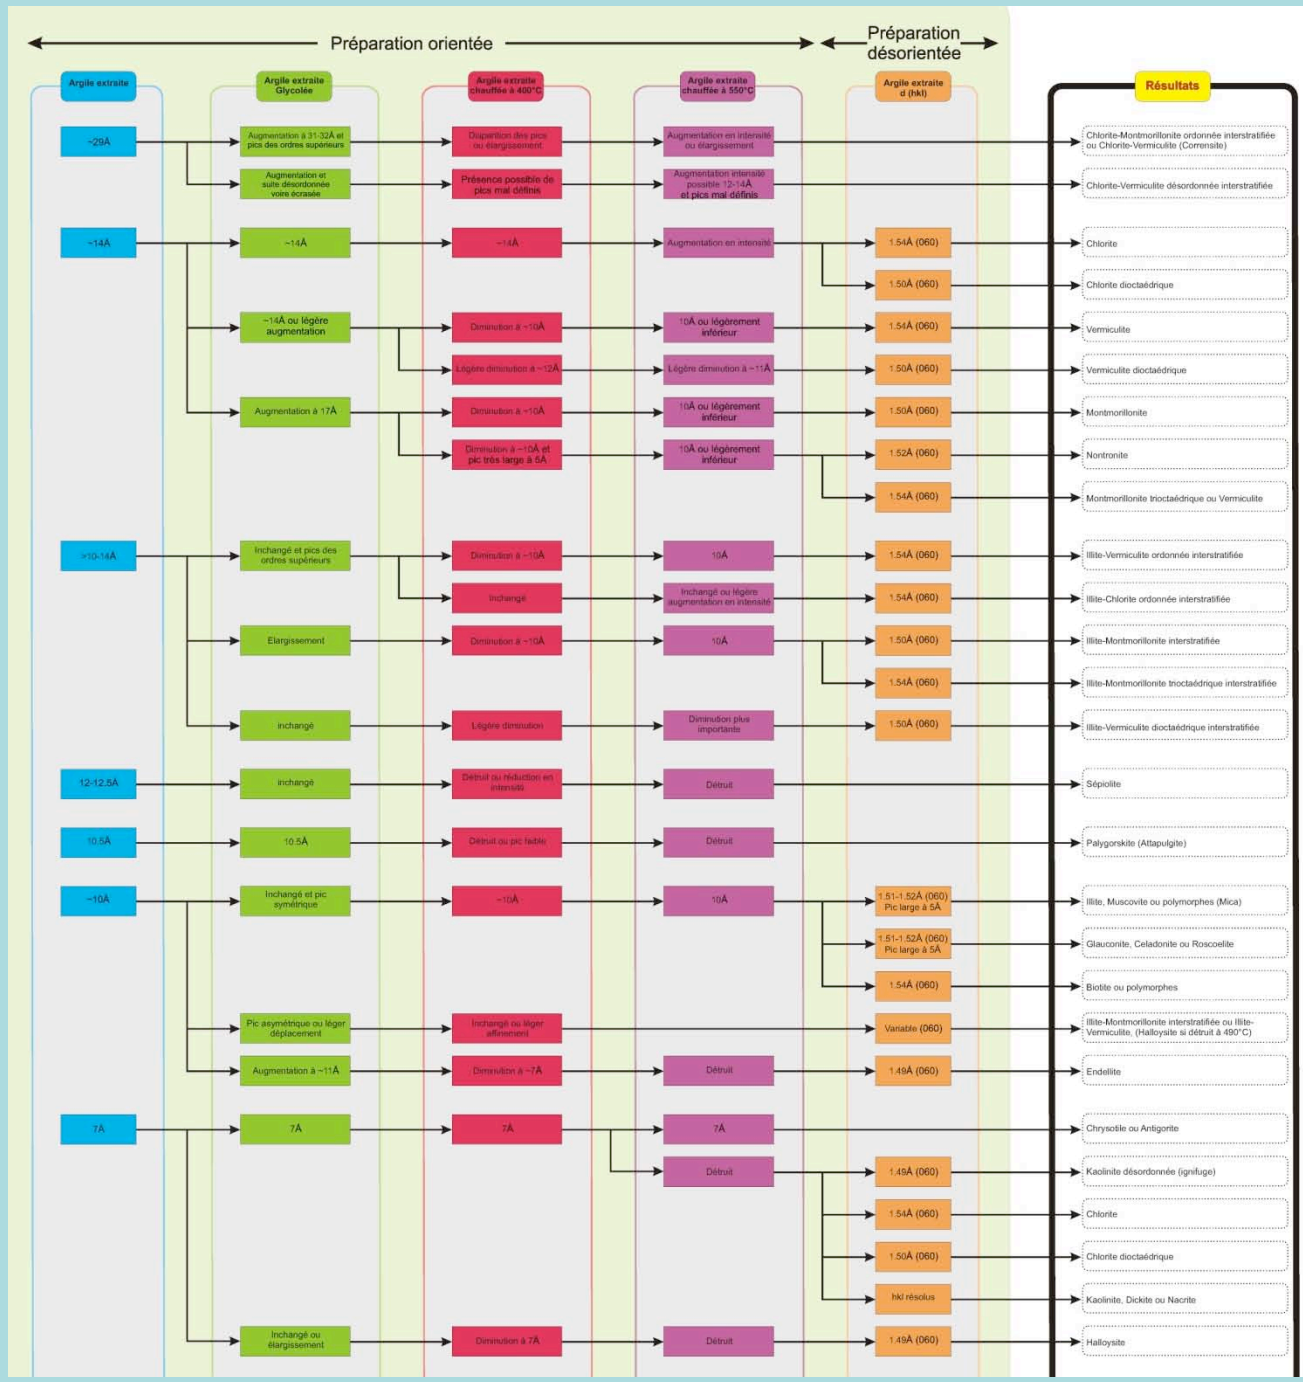 Préparation orientée
Préparation
désorientée
Argile extraite
Argile extraite
Glycolée
Argile extraite
chauffée à 400°C
Argile extraite
chauffée à 550°C
Argile extraite
d (hkl)
Résultats
~29Å
Augmentation à 31-32Å et
pics des ordres supérieurs
Disparition des pics
ou élargissement
Augmentation en intensité
ou élargissement
Chlorite-Montmorillonite ordonnée interstratifiée
ou Chlorite-Vermiculite (Corrensite)
Augmentation et
suite désordonnée
voire écrasée
Présence possible de
pics mal définis
Augmentation intensité
possible 12-14Å
et pics mal définis
Chlorite-Vermiculite désordonnée interstratifiée
~14Å
~14Å
~14Å
Augmentation en intensité
1.54Å (060)
Chlorite
1.50Å (060)
Chlorite dioctaédrique
~14Å ou légère
augmentation
Diminution à ~10Å
10Å ou légèrement
inférieur
1.54Å (060)
Vermiculite
Légère diminution à ~12Å
Légère diminution à ~11Å
1.50Å (060)
Vermiculite dioctaédrique
Augmentation à 17Å
Diminution à ~10Å
10Å ou légèrement
inférieur
1.50Å (060)
Montmorillonite
Diminution à ~10Å et
pic très large à 5Å
10Å ou légèrement
inférieur
1.52Å (060)
Nontronite
1.54Å (060)
Montmorillonite trioctaédrique ou Vermiculite
>10-14Å
Inchangé et pics des
ordres supérieurs
Diminution à ~10Å
10Å
1.54Å (060)
Illite-Vermiculite ordonnée interstratifiée
Inchangé
Inchangé ou légère
augmentation en intensité
1.54Å (060)
Illite-Chlorite ordonnée interstratifiée
Elargissement
Diminution à ~10Å
10Å
1.50Å (060)
Illite-Montmorillonite interstratifiée
1.54Å (060)
Illite-Montmorillonite trioctaédrique interstratifiée
inchangé
Légère diminution
Diminution plus
importante
1.50Å (060)
Illite-Vermiculite dioctaédrique interstratifiée
12-12.5Å
inchangé
Détruit ou réduction en
intensité
Détruit
Sépiolite
10.5Å
10.5Å
Détruit ou pic faible
Détruit
Palygorskite (Attapulgite)
~10Å
Inchangé et pic
symétrique
~10Å
10Å
1.51-1.52Å (060)
Pic large à 5Å
Illite, Muscovite ou polymorphes (Mica)
1.51-1.52Å (060)
Pic large à 5Å
Glauconite, Celadonite ou Roscoelite
1.54Å (060)
Biotite ou polymorphes
Pic asymétrique ou léger
déplacement
Inchangé ou léger
affinement
Variable (060)
Illite-Montmorillonite interstratifiée ou Illite-
Vermiculite, (Halloysite si détruit à 490°C)
Augmentation à ~11Å
Diminution à ~7Å
Détruit
1.49Å (060)
Endellite
7Å
7Å
7Å
7Å
Chrysotile ou Antigorite
Détruit
1.49Å (060)
Kaolinite désordonnée (ignifuge)
1.54Å (060)
Chlorite
1.50Å (060)
Chlorite dioctaédrique
hkl résolus
Kaolinite, Dickite ou Nacrite
Inchangé ou
élargissement
Diminution à 7Å
Détruit
1.49Å (060)
Halloysite